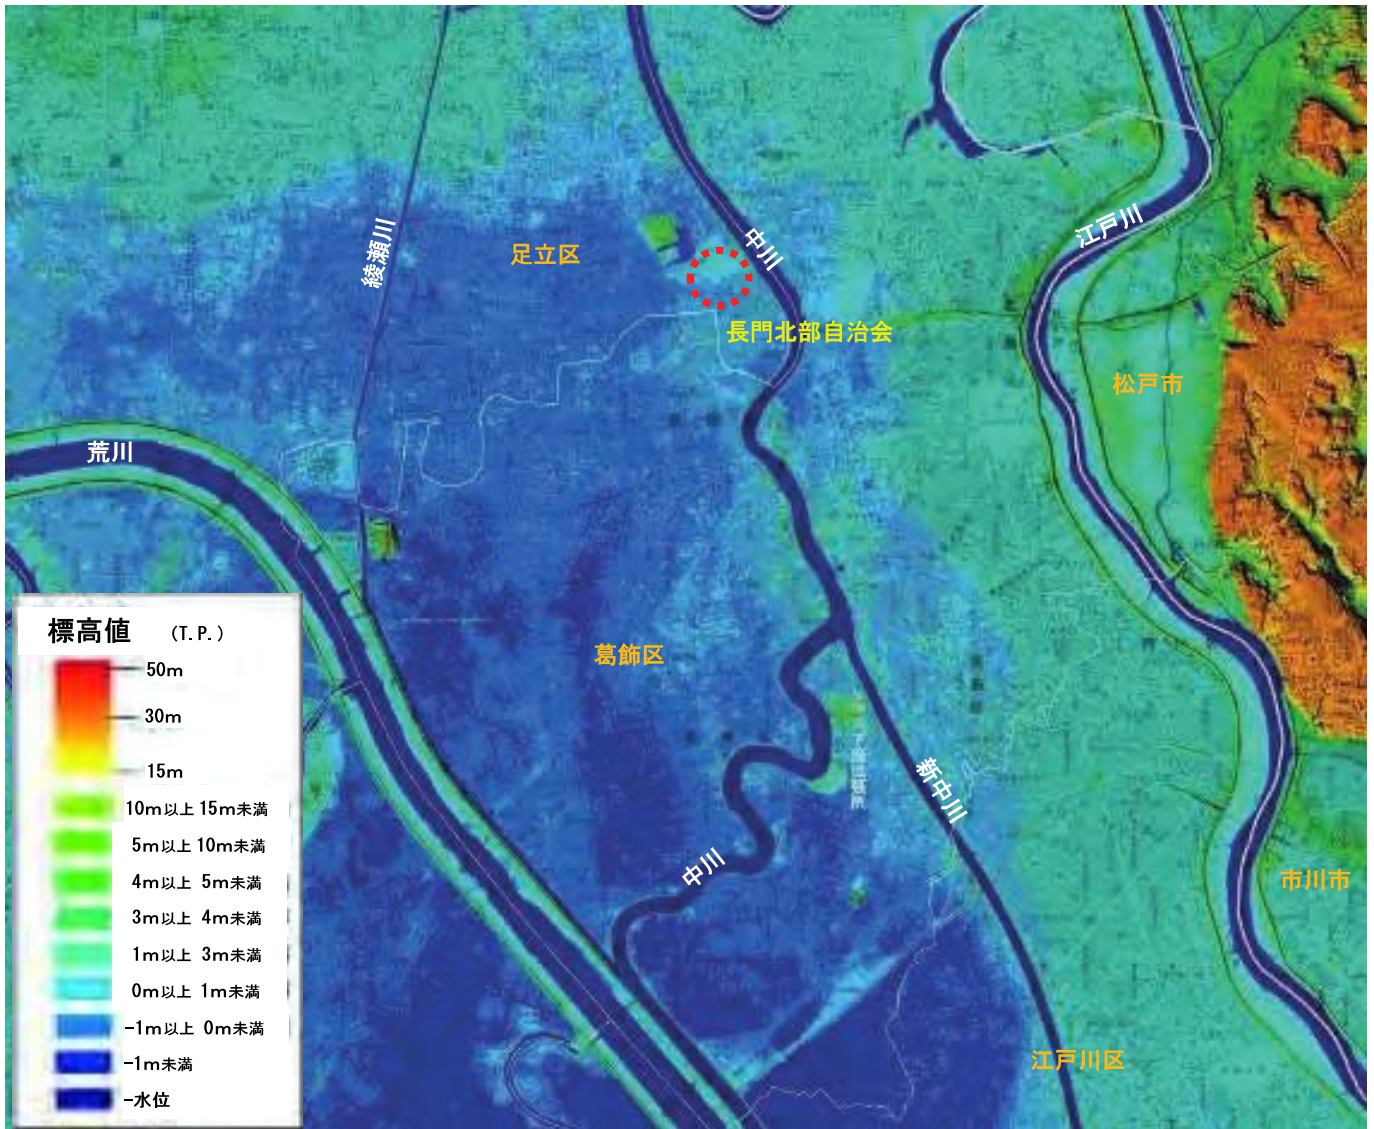 綾瀬川
足立区
中川
江戸川
長門北部自治会
松戸市
荒川
葛飾区
新中川
中川
市川市
江戸川区
標高値 (T.P.)
50m
30m
15m
10m以上 15m未満
5m以上 10m未満
4m以上 5m未満
3m以上 4m未満
1m以上 3m未満
0m以上 1m未満
-1m以上 0m未満
-1m未満
-水位